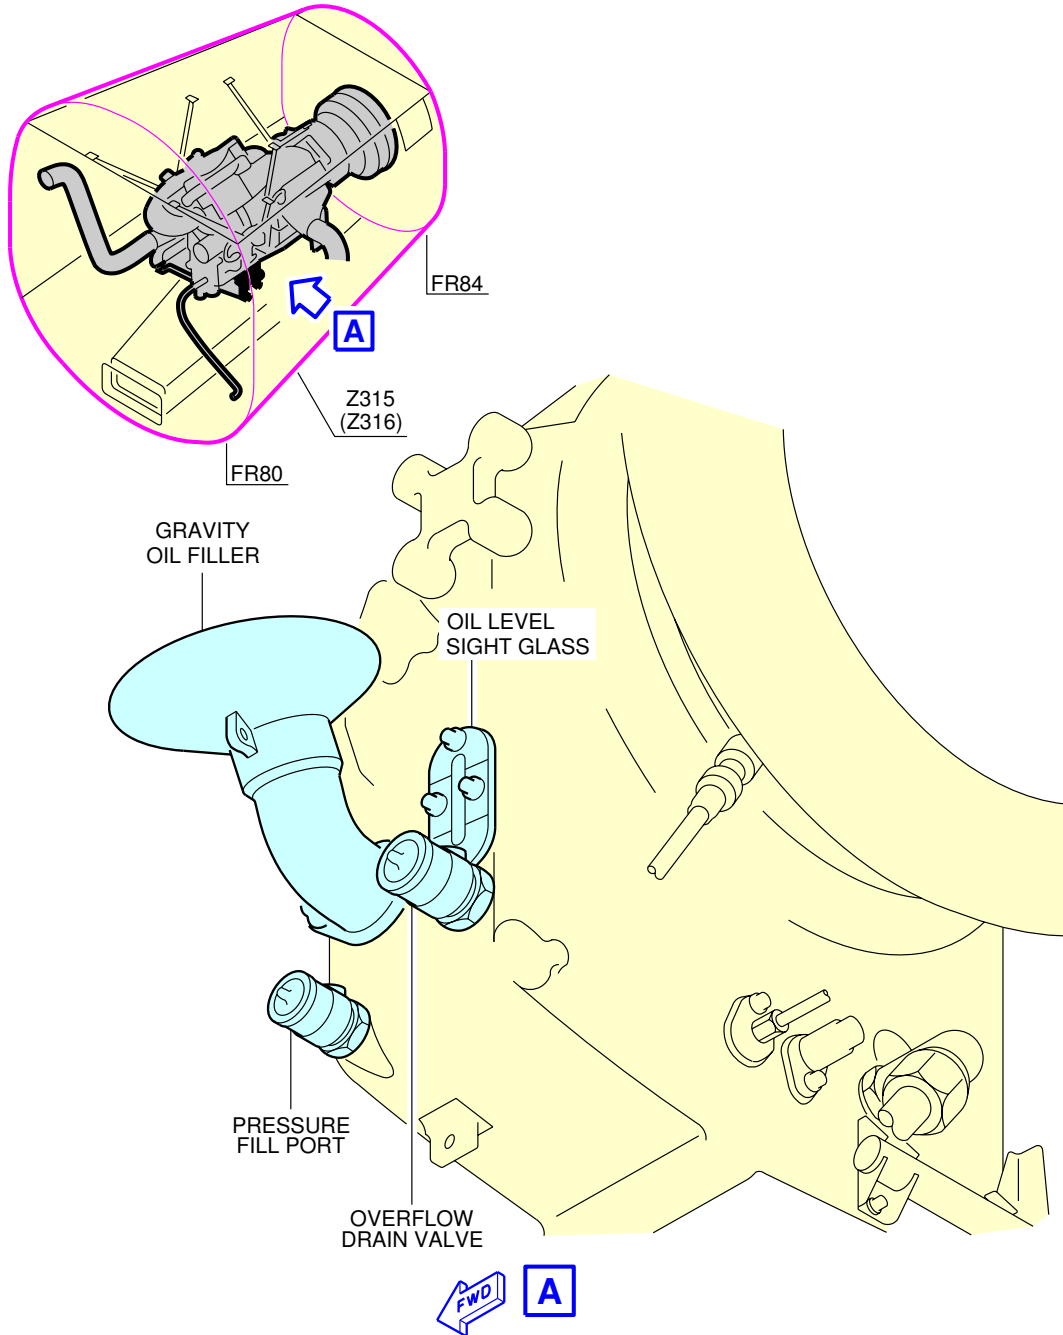 FR84
A
Z315
(Z316)
FR80
GRAVITY
OIL FILLER
OIL LEVEL
SIGHT GLASS
PRESSURE
FILL PORT
OVERFLOW
DRAIN VALVE
FWD
A